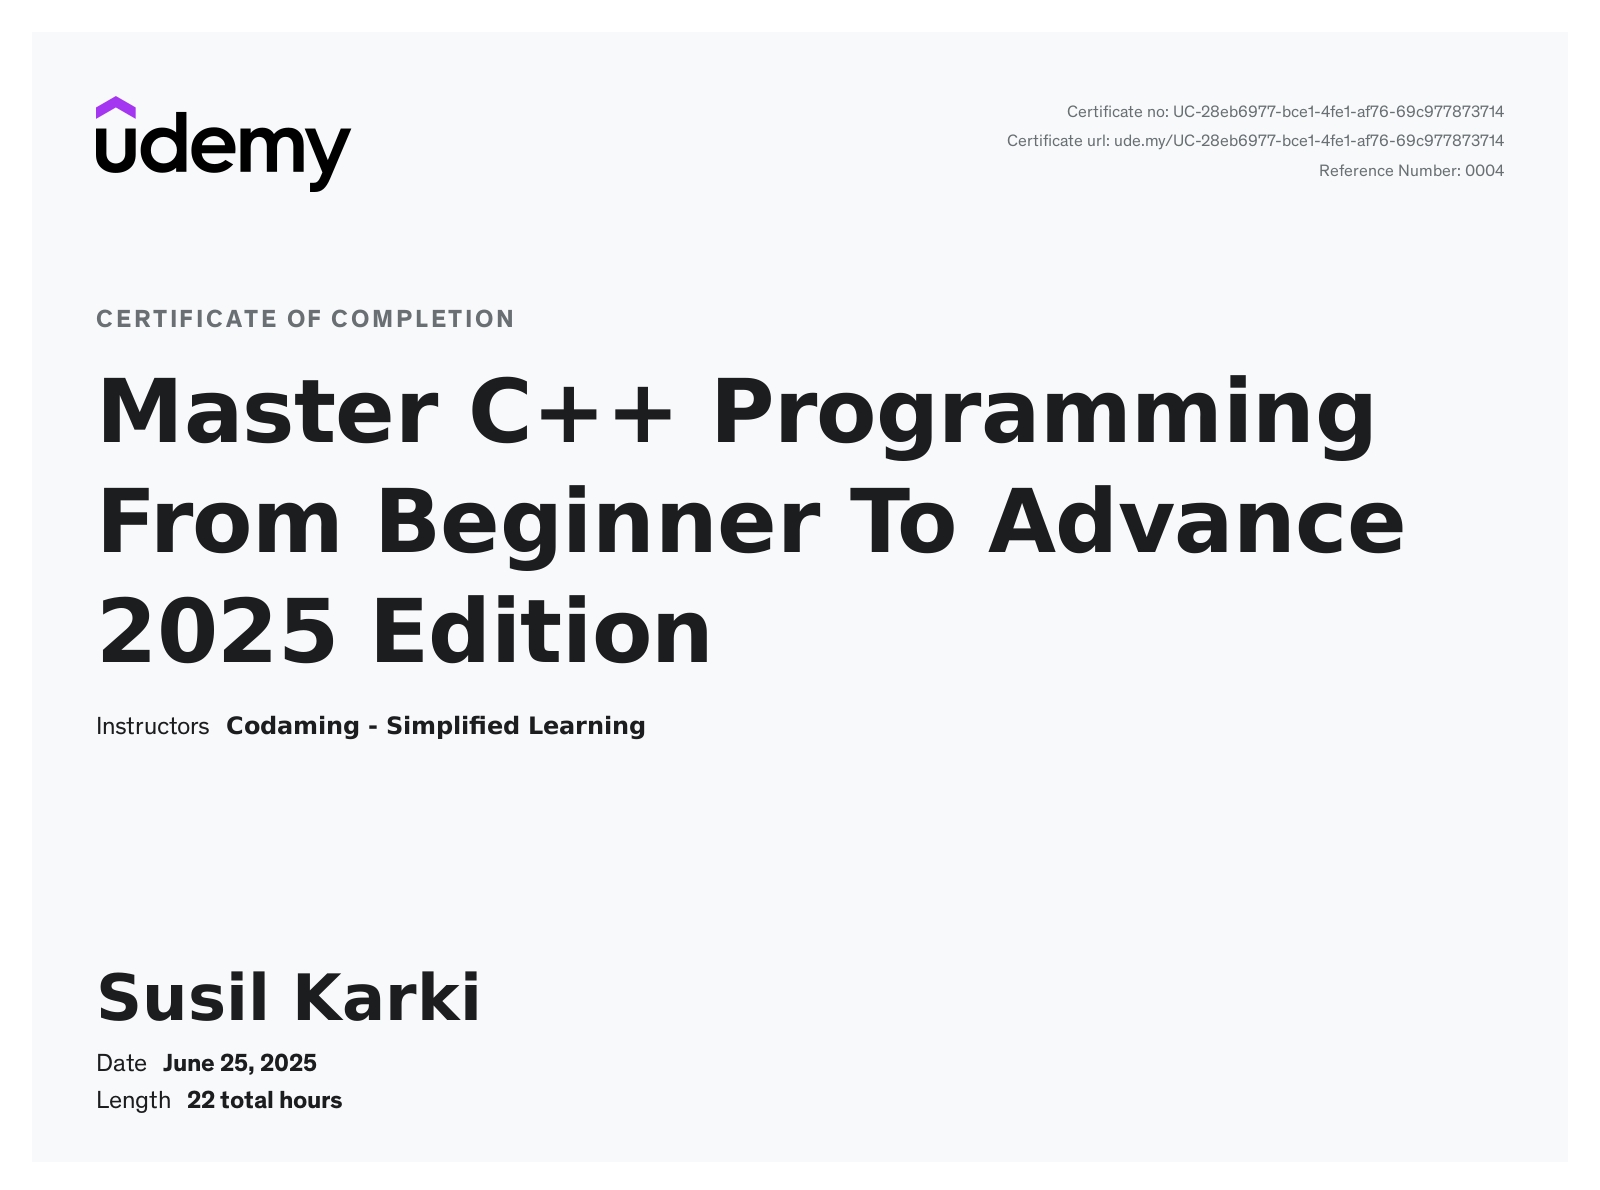 udemy
Certificate no: UC-28eb6977-bce1-4fe1-af76-69c977873714
Certificate url: ude.my/UC-28eb6977-bce1-4fe1-af76-69c977873714
Reference Number: 0004
CERTIFICATE OF COMPLETION
Master C++ Programming
From Beginner To Advance
2025 Edition
Instructors Codaming - Simplified Learning
Susil Karki
Date June 25, 2025
Length 22 total hours